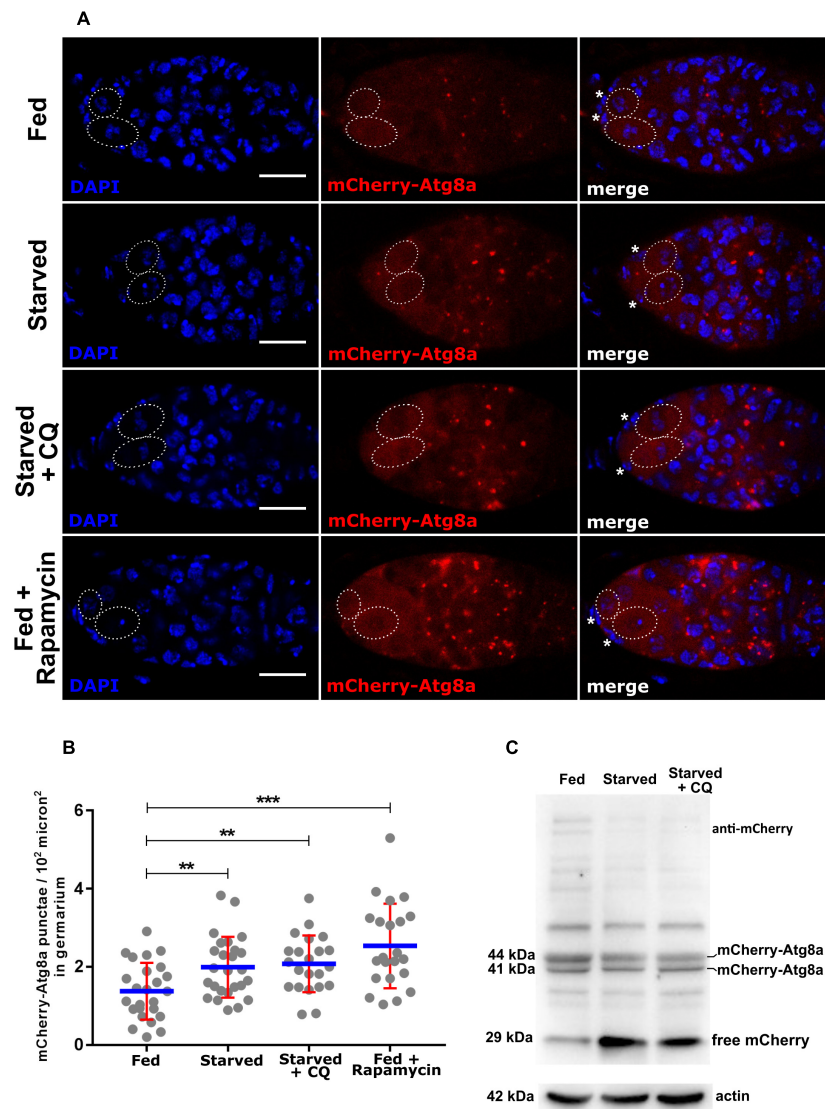 A
Fed
DAPI
mCherry-Atg8a
*
*
merge
Starved
DAPI
mCherry-Atg8a
*
*
merge
Starved
+ CQ
DAPI
mCherry-Atg8a
*
*
merge
Fed +
Rapamycin
DAPI
mCherry-Atg8a
*
*
merge
B
mCherry-Atg8a punctae / 10² micron²
in germarium
6
4
2
0
***
**
**
Fed
Starved
Starved
+ CQ
Fed +
Rapamycin
C
Fed
Starved
Starved
+ CQ
anti-mCherry
44 kDa
mCherry-Atg8a
41 kDa
mCherry-Atg8a
29 kDa
free mCherry
42 kDa
actin